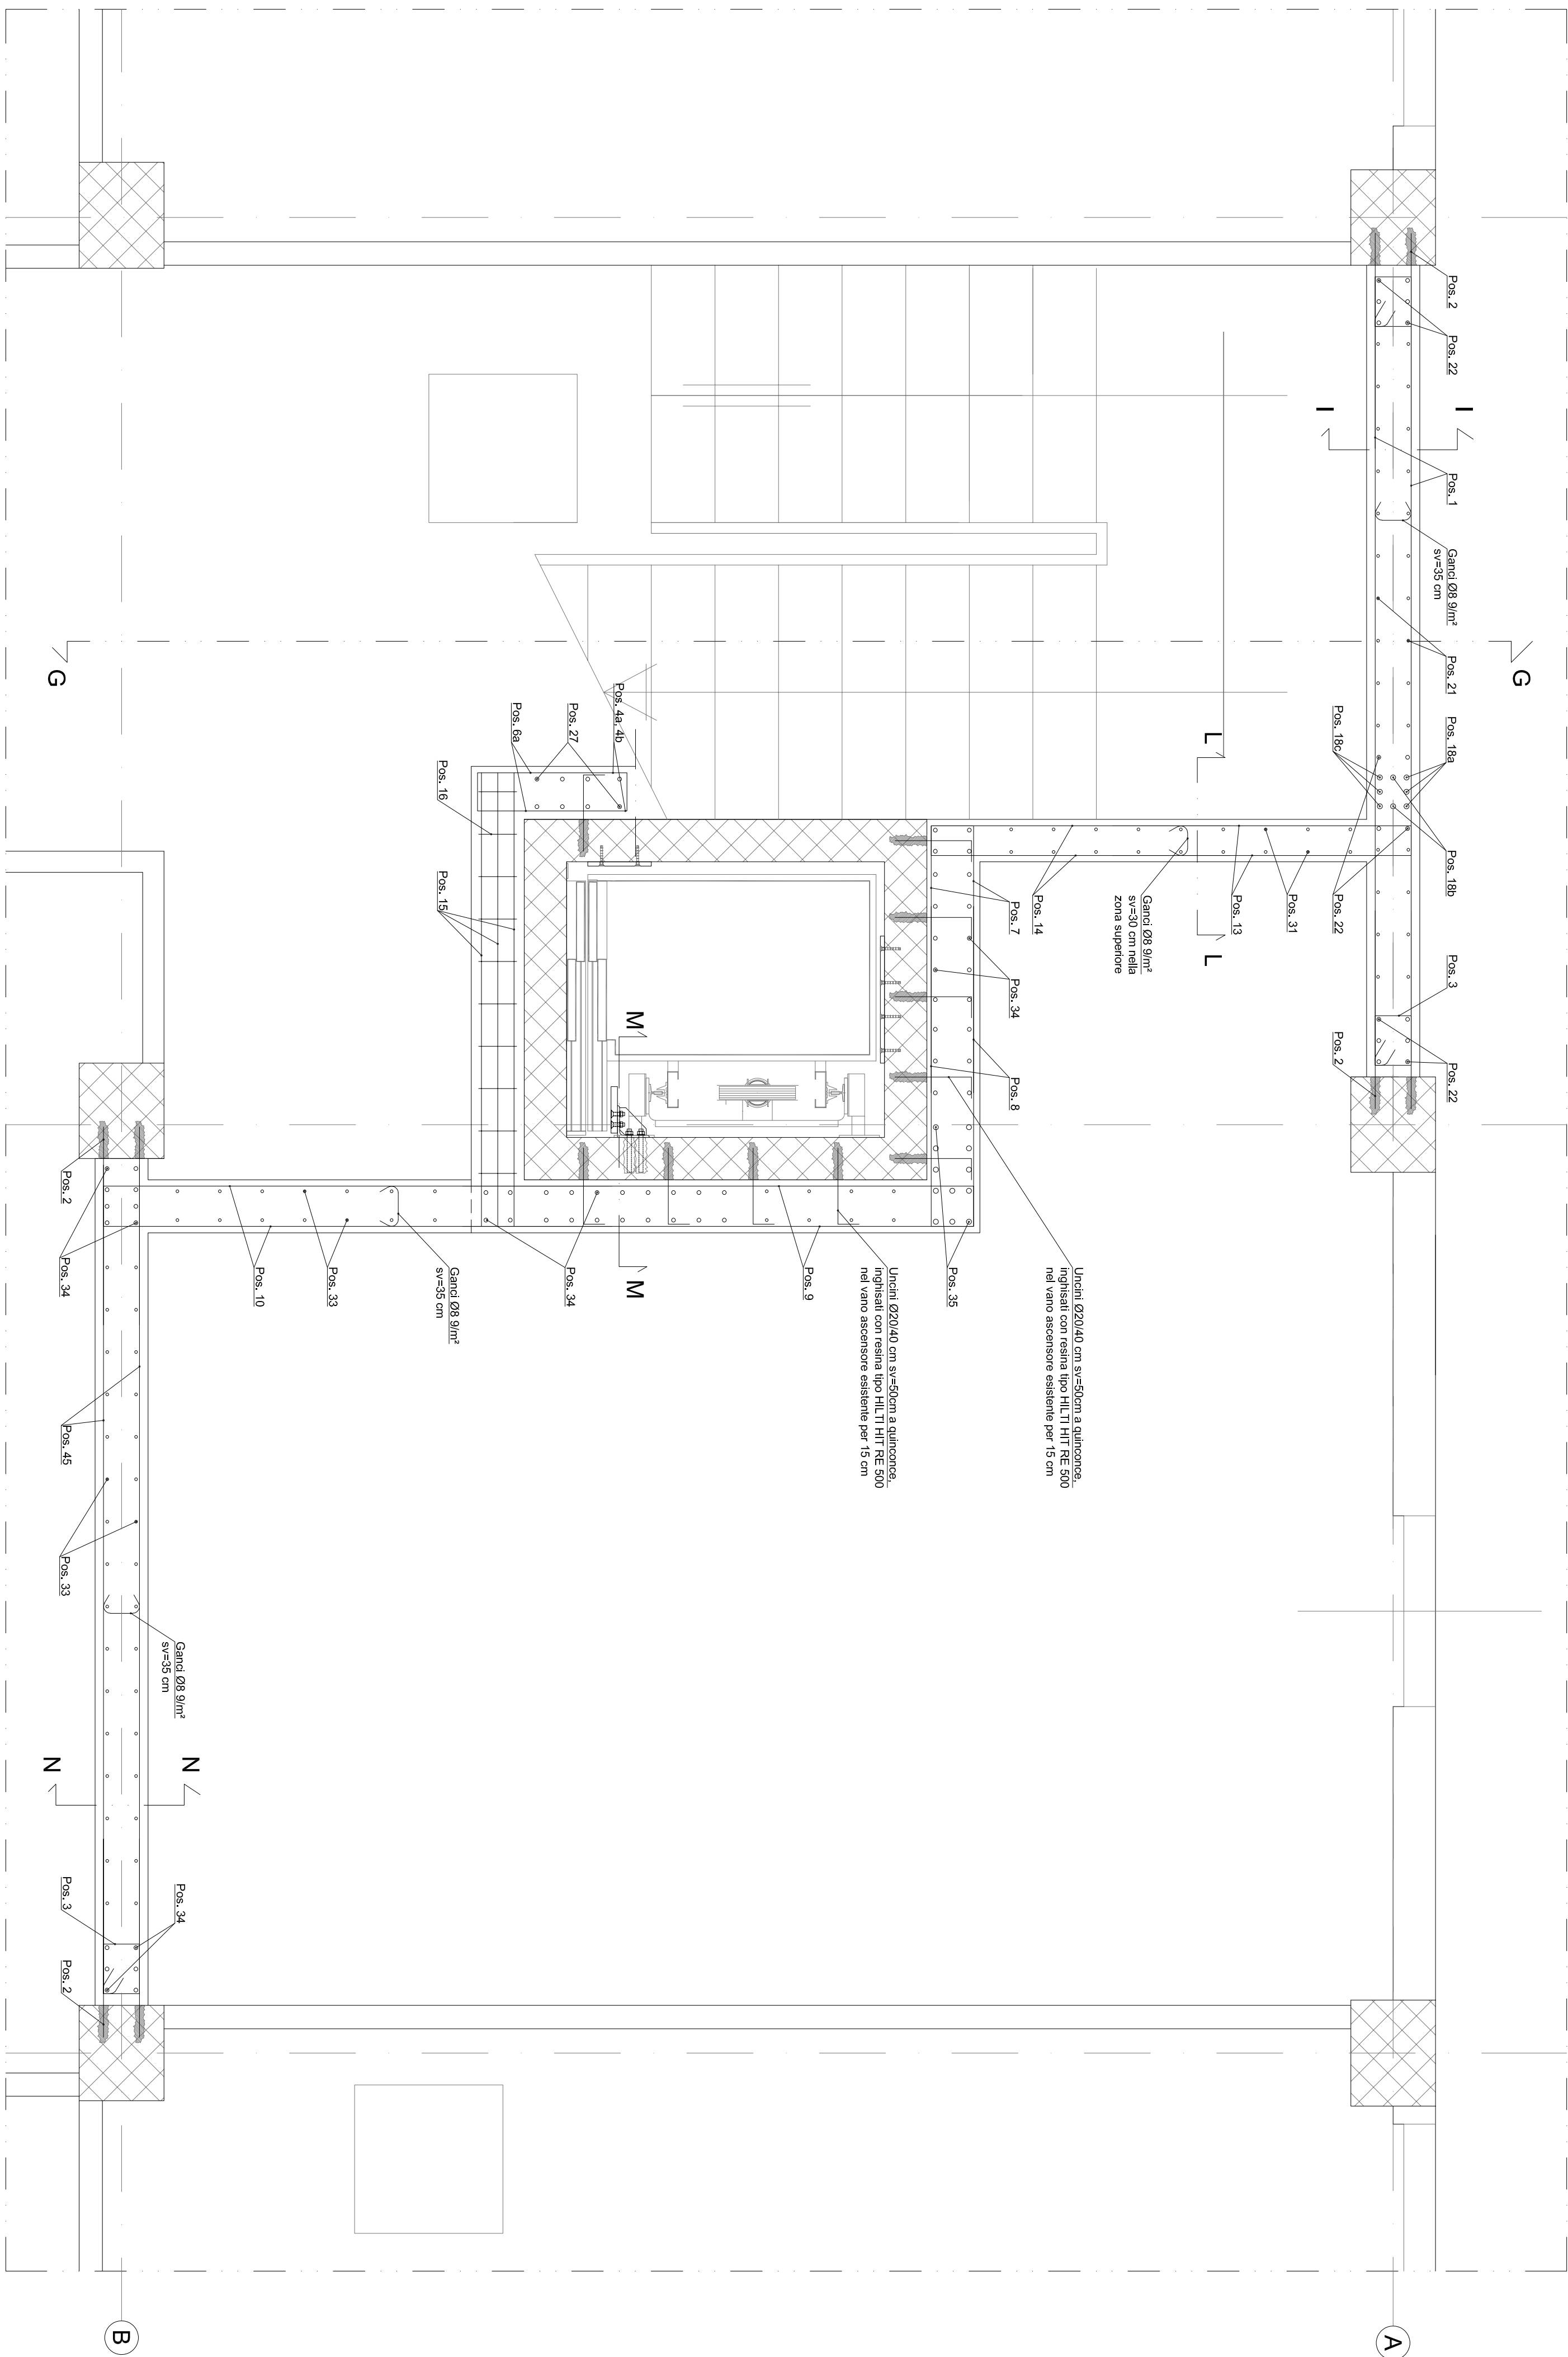 G
I
Pos. 2
Pos. 22
Pos. 1
Ganci Ø8 9/m²
sv=35 cm
Pos. 21
Pos. 18a
Pos. 18b
Pos. 3
Pos. 22
A
I
Pos. 18c
Pos. 22
Pos. 2
Pos. 31
Pos. 13
L
L
Ganci Ø8 9/m²
sv=30 cm nella
zona superiore
Uncini Ø20/40 cm sv=50cm a quinconce,
inghisati con resina tipo HILTI HIT RE 500
nel vano ascensore esistente per 15 cm
Pos. 14
Pos. 7
Pos. 34
Pos. 8
Pos. 35
Uncini Ø20/40 cm sv=50cm a quinconce,
inghisati con resina tipo HILTI HIT RE 500
nel vano ascensore esistente per 15 cm
Pos. 9
M
M
Pos. 4a, 4b
Pos. 27
Pos. 34
Pos. 6a
Pos. 16
Pos. 15
Ganci Ø8 9/m²
sv=35 cm
Pos. 33
Pos. 10
N
Ganci Ø8 9/m²
sv=35 cm
Pos. 34
B
Pos. 2
Pos. 34
Pos. 45
Pos. 33
Pos. 3
Pos. 2
G
N